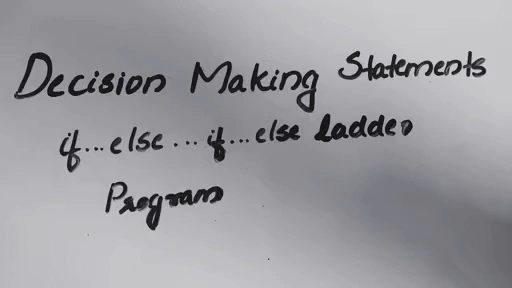 Decision Making Statements
if...else...if...else ladder
Program